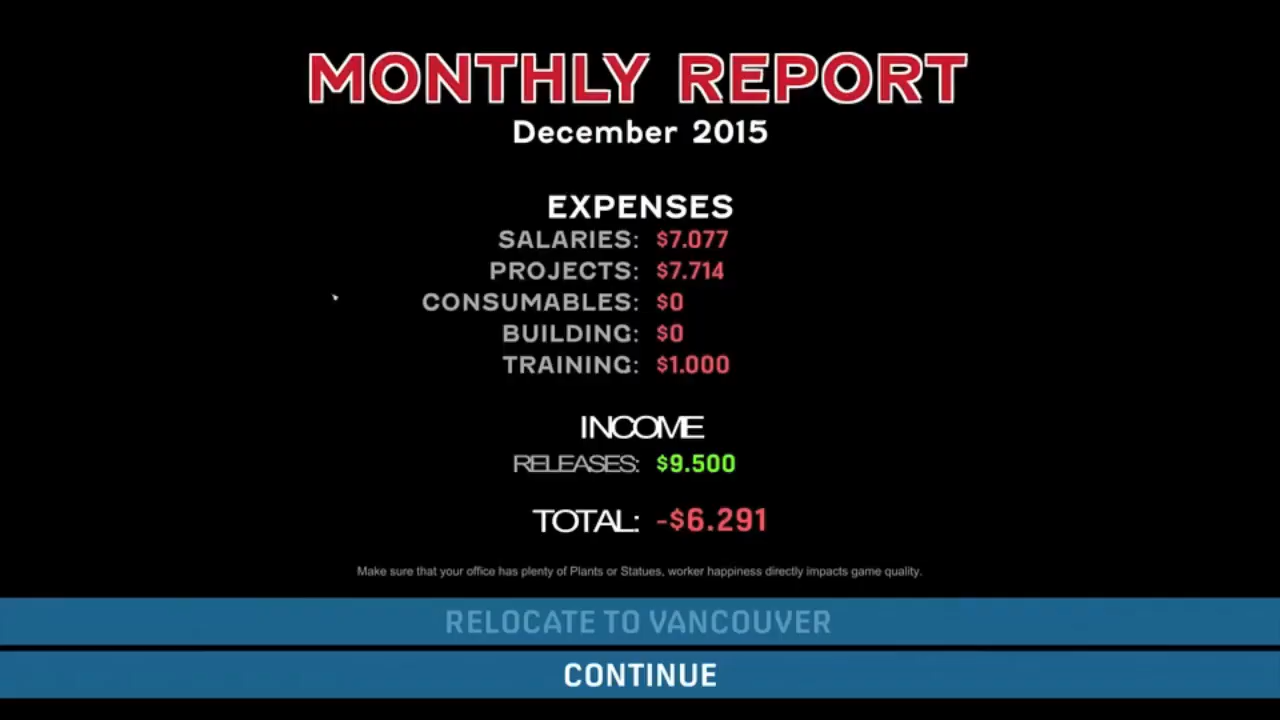 MONTHLY REPORT
December 2015
EXPENSES
SALARIES: $7.077
PROJECTS: $7.714
CONSUMABLES: $0
BUILDING: $0
TRAINING: $1.000
INCOME
RELEASES: $9.500
TOTAL: -$6.291
Make sure that your office has plenty of Plants or Statues, worker happiness directly impacts game quality.
RELOCATE TO VANCOUVER
CONTINUE